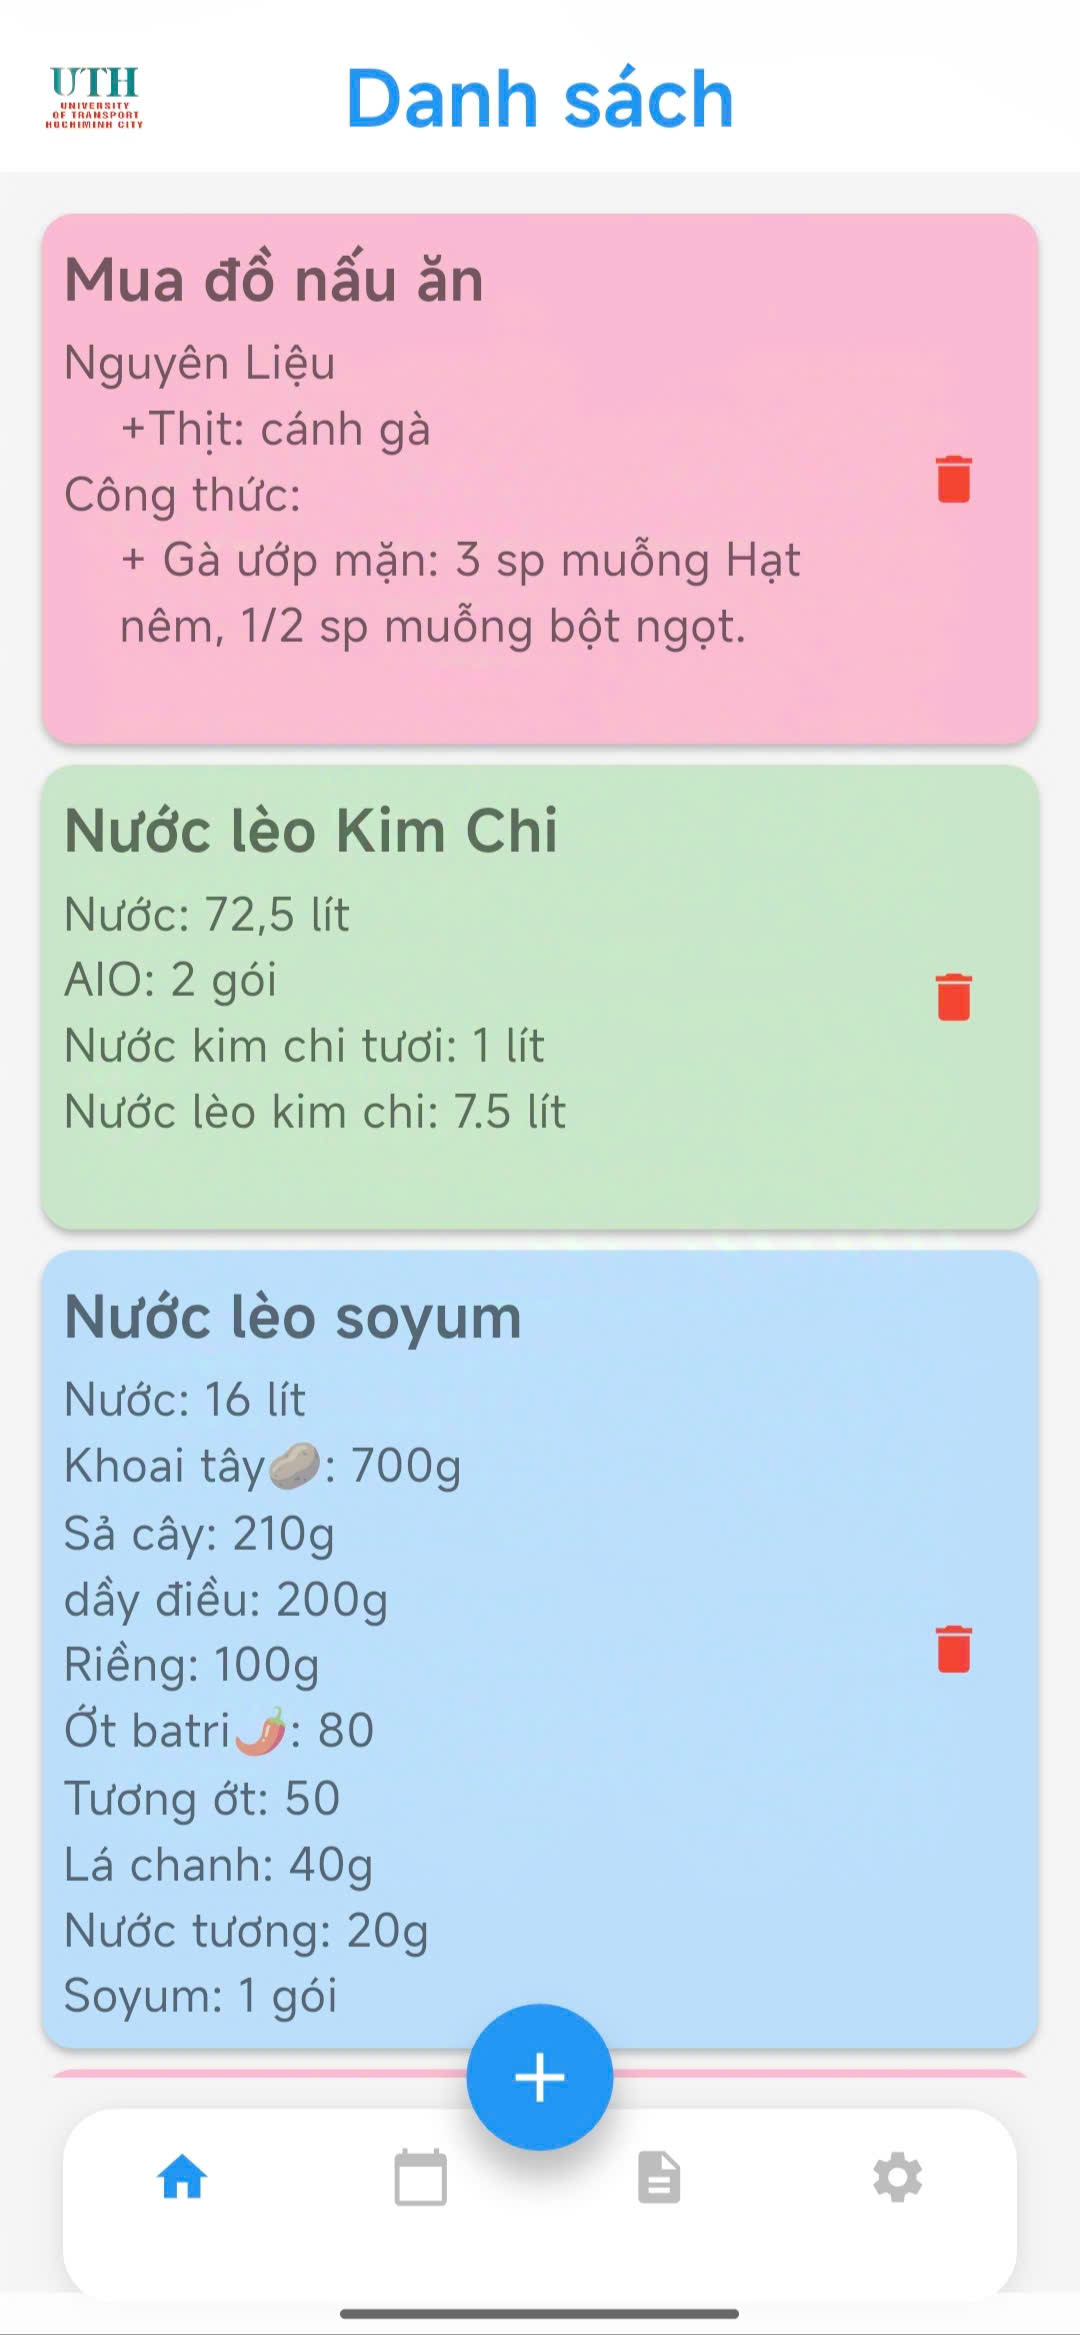 UTH
UNIVERSITY
OF TRANSPORT
HOCHIMINH CITY
Danh sách
Mua đồ nấu ăn
Nguyên Liệu
+Thịt: cánh gà
Công thức:
+ Gà ướp mặn: 3 sp muỗng Hạt
nêm, 1/2 sp muỗng bột ngọt.
Nước lèo Kim Chi
Nước: 72,5 lít
AIO: 2 gói
Nước kim chi tươi: 1 lít
Nước lèo kim chi: 7.5 lít
Nước lèo soyum
Nước: 16 lít
Khoai tây🥔: 700g
Sả cây: 210g
dầy điều: 200g
Riềng: 100g
Ớt batri🌶️: 80
Tương ớt: 50
Lá chanh: 40g
Nước tương: 20g
Soyum: 1 gói